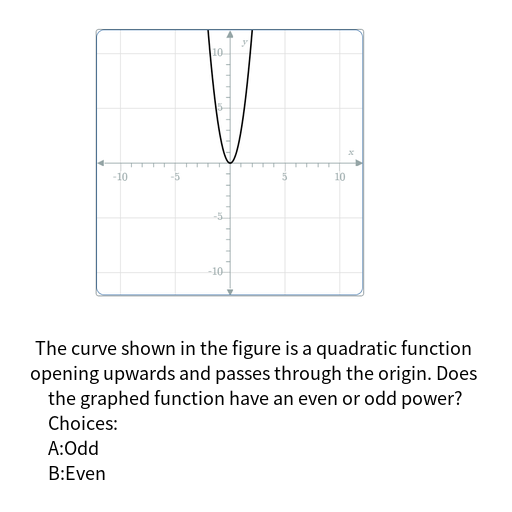 10
y
5
x
-10
-5
5
10
-5
-10
The curve shown in the figure is a quadratic function
opening upwards and passes through the origin. Does
the graphed function have an even or odd power?
Choices:
A:Odd
B:Even